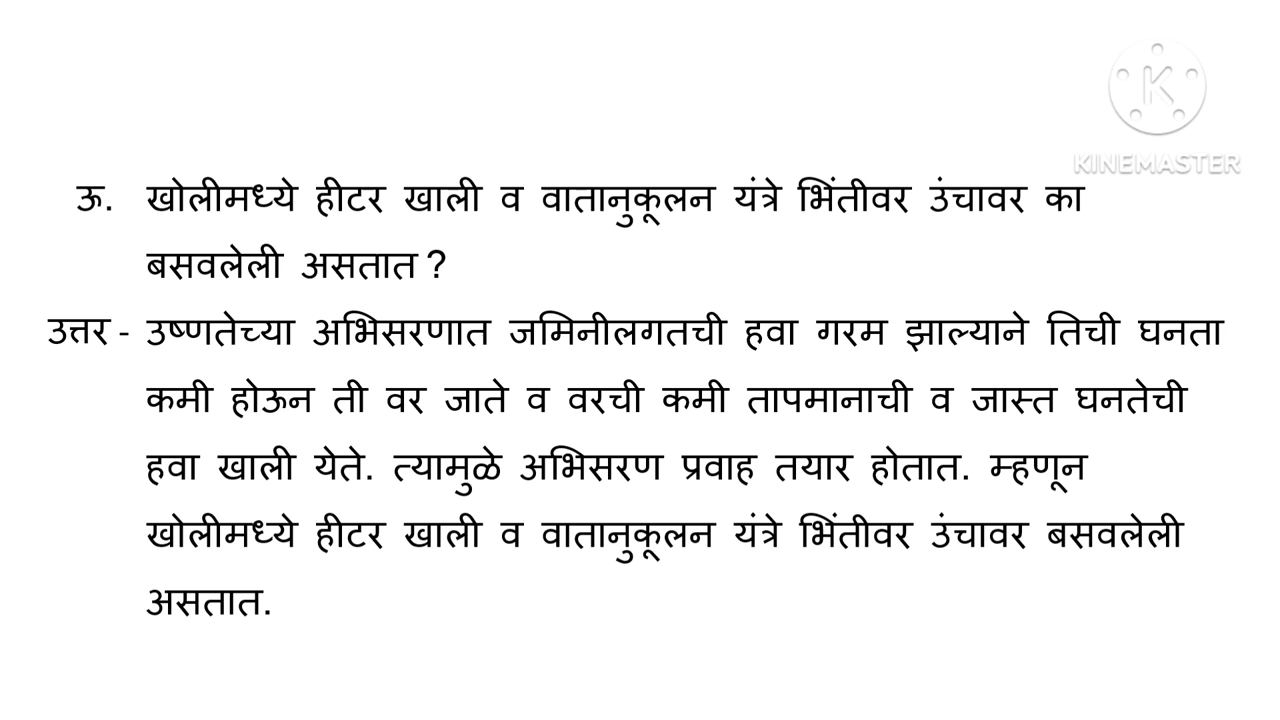 KINEMASTER
ऊ. खोलीमध्ये हीटर खाली व वातानुकूलन यंत्रे भिंतीवर उंचावर का
बसवलेली असतात ?
उत्तर - उष्णतेच्या अभिसरणात जमिनीलगतची हवा गरम झाल्याने तिची घनता
कमी होऊन ती वर जाते व वरची कमी तापमानाची व जास्त घनतेची
हवा खाली येते. त्यामुळे अभिसरण प्रवाह तयार होतात. म्हणून
खोलीमध्ये हीटर खाली व वातानुकूलन यंत्रे भिंतीवर उंचावर बसवलेली
असतात.